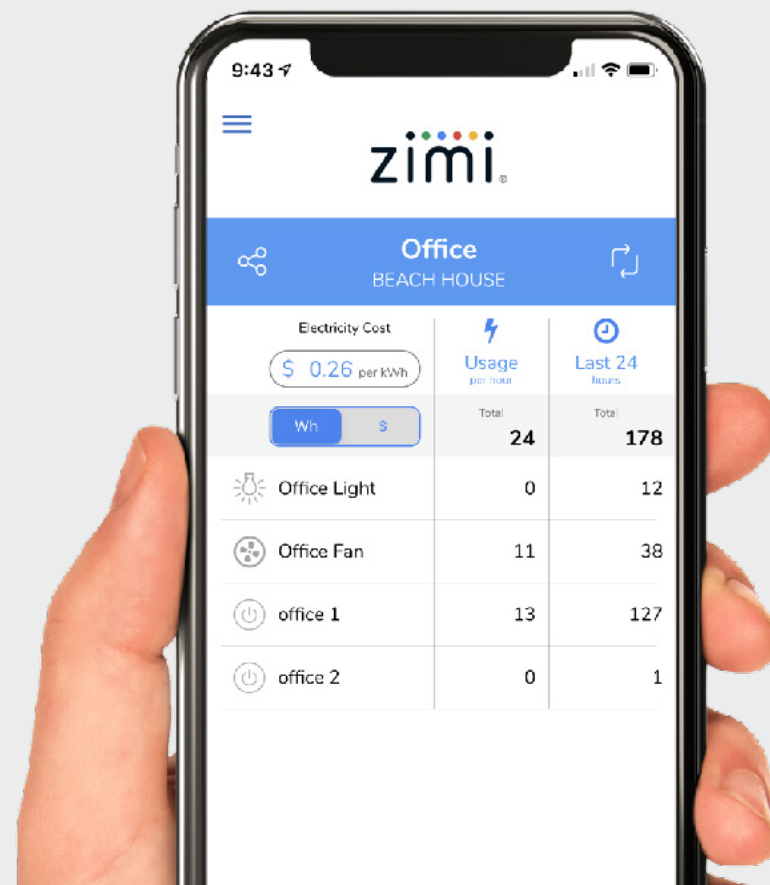 9:43
zimi®
Office
BEACH HOUSE
Electricity Cost
$ 0.26 per kWh
Usage
per hour
Last 24
hours
Wh $
Total
24
Total
178
Office Light 0 12
Office Fan 11 38
office 1 13 127
office 2 0 1